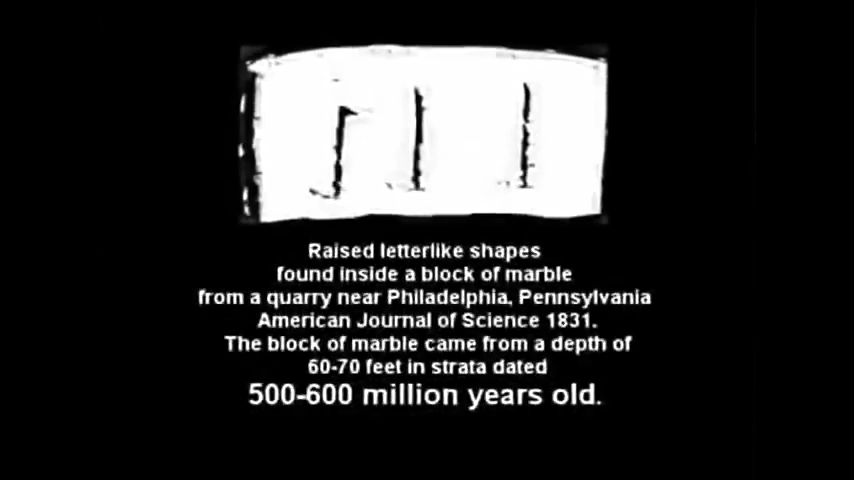 Raised letterlike shapes
found inside a block of marble
from a quarry near Philadelphia, Pennsylvania
American Journal of Science 1831.
The block of marble came from a depth of
60-70 feet in strata dated
500-600 million years old.